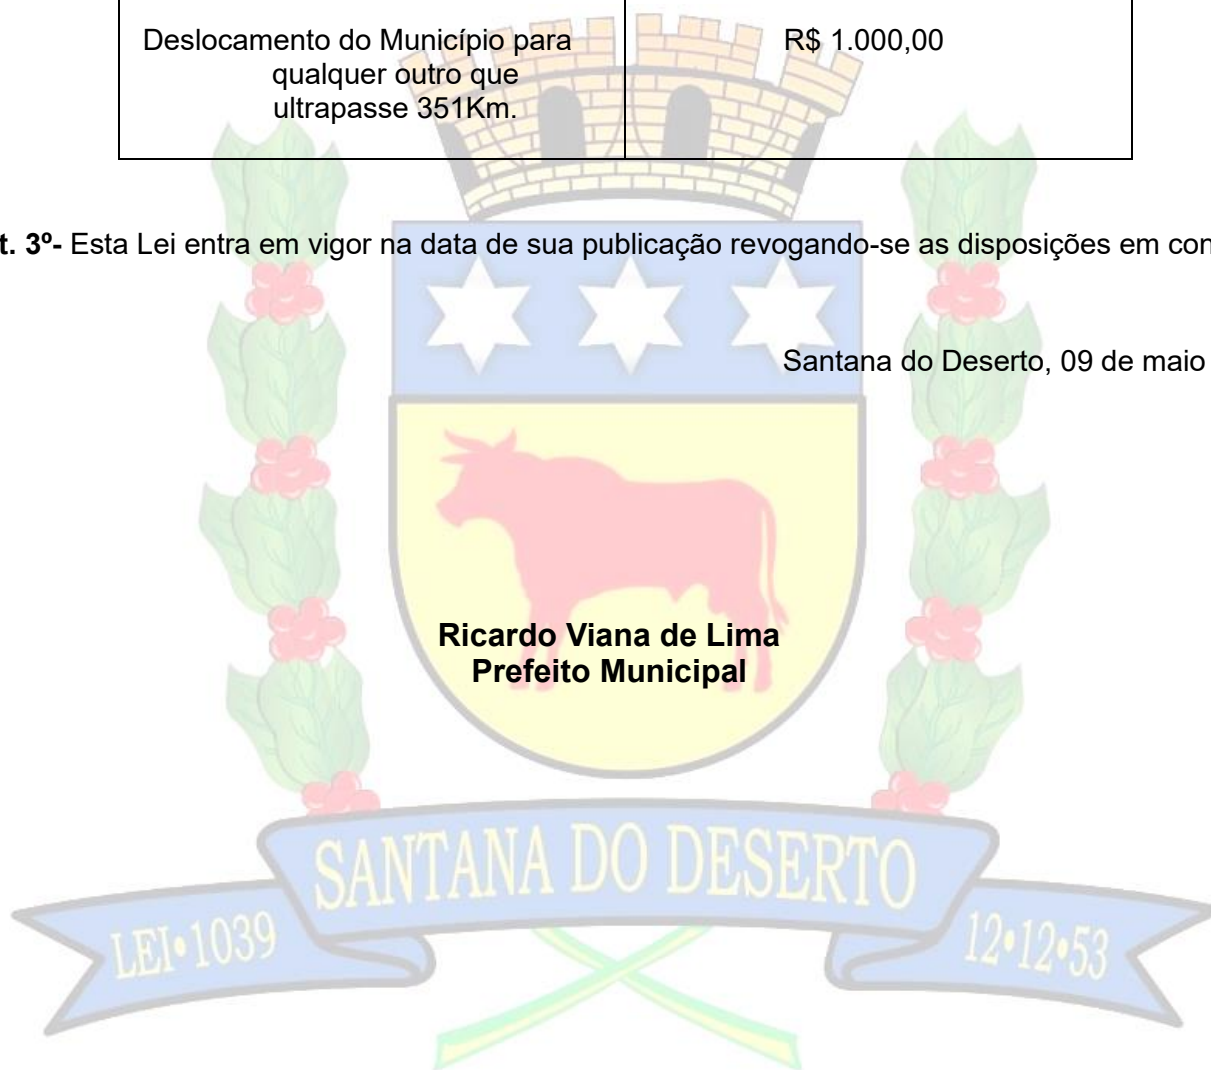 Deslocamento do Município para
qualquer outro que
ultrapasse 351Km.
R$ 1.000,00
t. 3º- Esta Lei entra em vigor na data de sua publicação revogando-se as disposições em con
Santana do Deserto, 09 de maio
Ricardo Viana de Lima
Prefeito Municipal
SANTANA DO DESERTO
LEI•1039
12•12•53